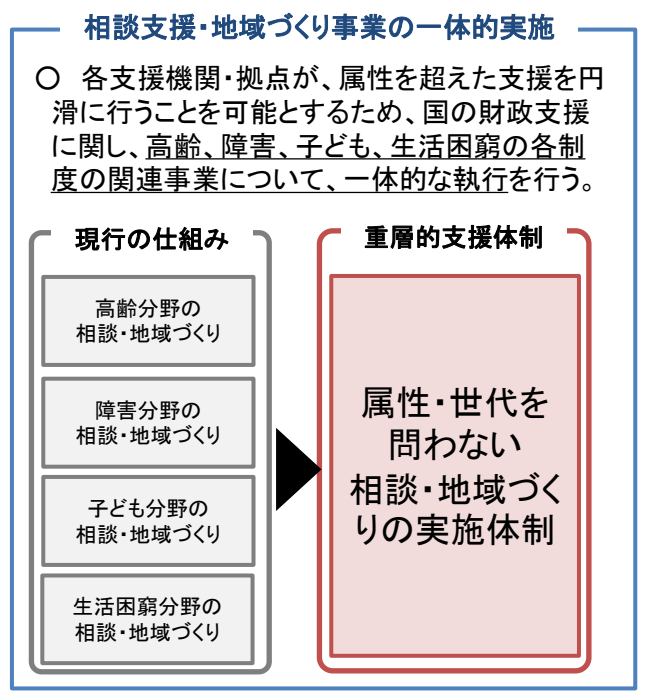 相談支援・地域づくり事業の一体的実施
〇　各支援機関・拠点が、属性を超えた支援を円
滑に行うことを可能とするため、国の財政支援
に関し、高齢、障害、子ども、生活困窮の各制
度の関連事業について、一体的な執行を行う。
現行の仕組み
高齢分野の
相談・地域づくり
障害分野の
相談・地域づくり
子ども分野の
相談・地域づくり
生活困窮分野の
相談・地域づくり
重層的支援体制
属性・世代を
問わない
相談・地域づく
りの実施体制